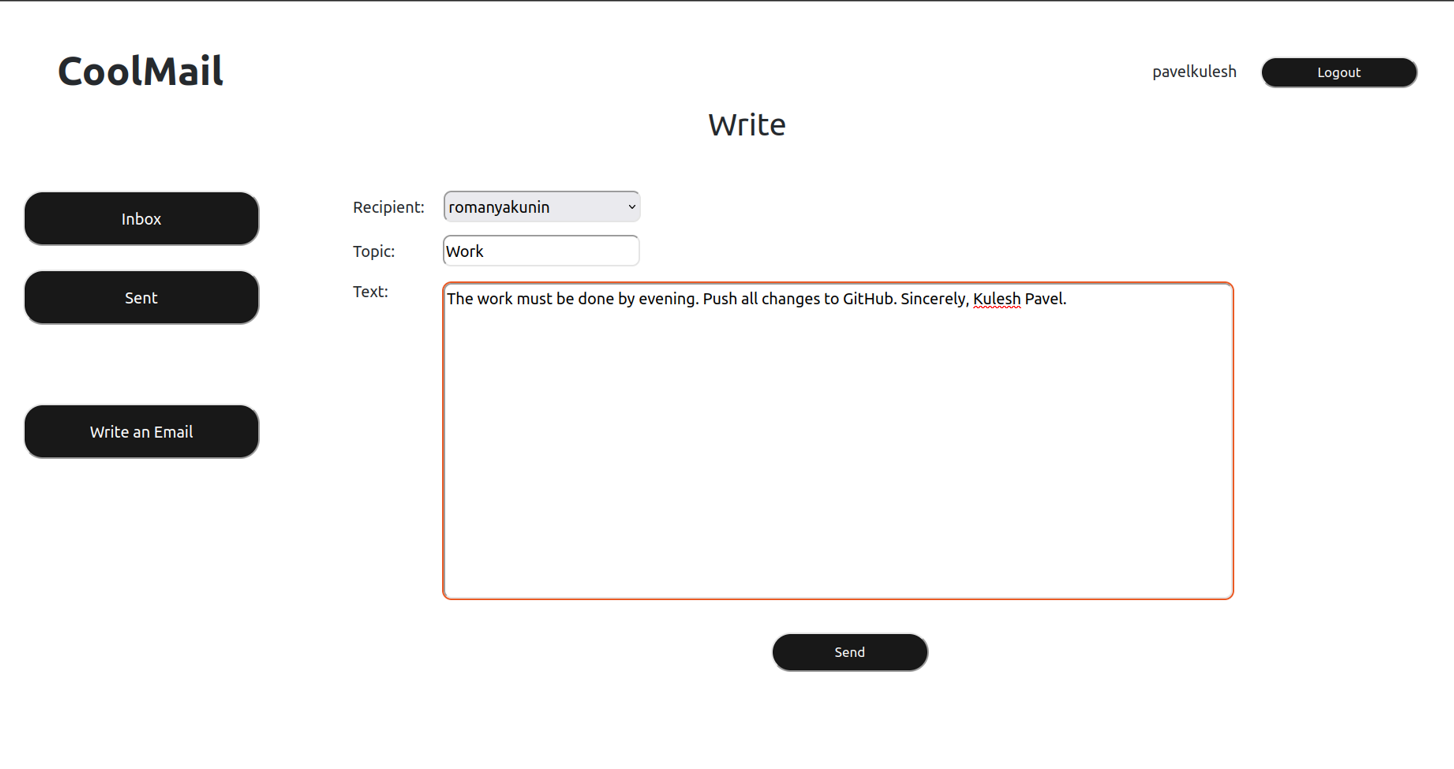 CoolMail
pavelkulesh
Logout
Write
Inbox
Sent
Write an Email
Recipient:
romanyakunin
Topic:
Work
Text:
The work must be done by evening. Push all changes to GitHub. Sincerely, Kulesh Pavel.
Send